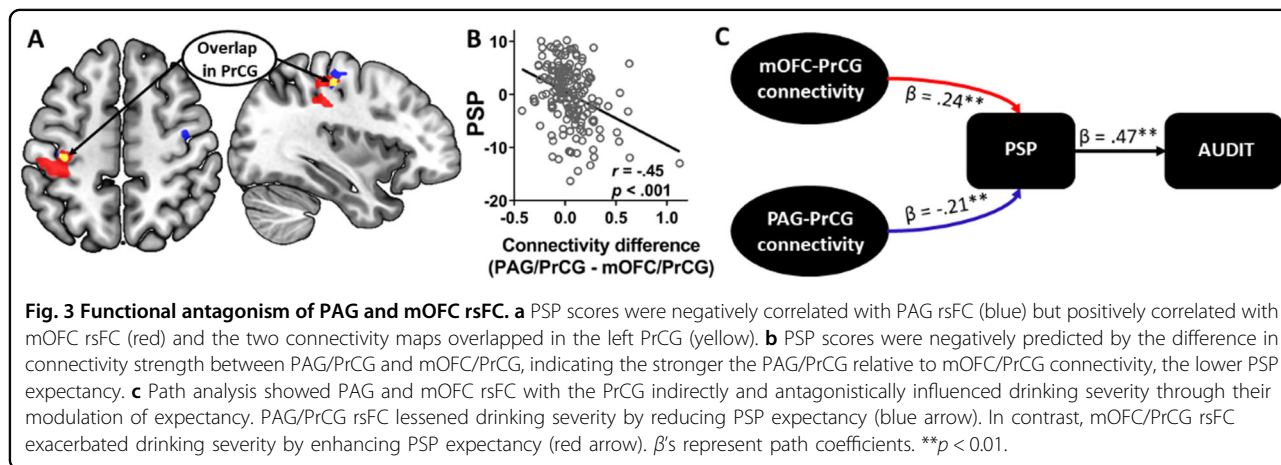 A
Overlap
in PrCG
B
PSP
10
0
-10
-20
-0.5
0.0
0.5
1.0
r = -.45
p < .001
Connectivity difference
(PAG/PrCG - mOFC/PrCG)
C
mOFC-PrCG
connectivity
β = .24**
PSP
β = .47**
AUDIT
PAG-PrCG
connectivity
β = -.21**
Fig. 3 Functional antagonism of PAG and mOFC rsFC. a PSP scores were negatively correlated with PAG rsFC (blue) but positively correlated with
mOFC rsFC (red) and the two connectivity maps overlapped in the left PrCG (yellow). b PSP scores were negatively predicted by the difference in
connectivity strength between PAG/PrCG and mOFC/PrCG, indicating the stronger the PAG/PrCG relative to mOFC/PrCG connectivity, the lower PSP
expectancy. c Path analysis showed PAG and mOFC rsFC with the PrCG indirectly and antagonistically influenced drinking severity through their
modulation of expectancy. PAG/PrCG rsFC lessened drinking severity by reducing PSP expectancy (blue arrow). In contrast, mOFC/PrCG rsFC
exacerbated drinking severity by enhancing PSP expectancy (red arrow). β's represent path coefficients. **p < 0.01.